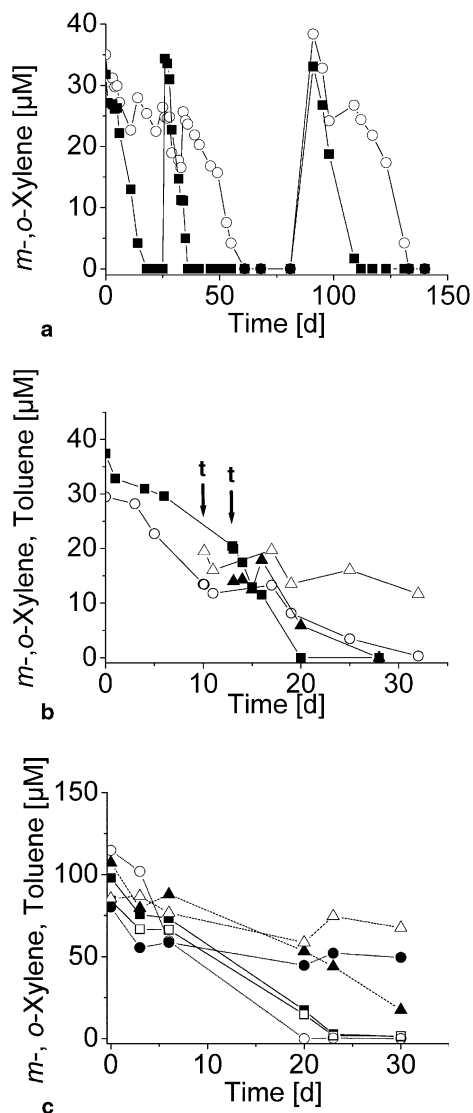 m-,o-Xylene [µM]
40
30
20
10
0
0 50 100 150
Time [d]
a
m-,o-Xylene, Toluene [µM]
50
40
30
20
10
0
t t
0 10 20 30
Time [d]
b
m-, o-Xylene, Toluene [µM]
150
100
50
0
0 10 20 30
Time [d]
c